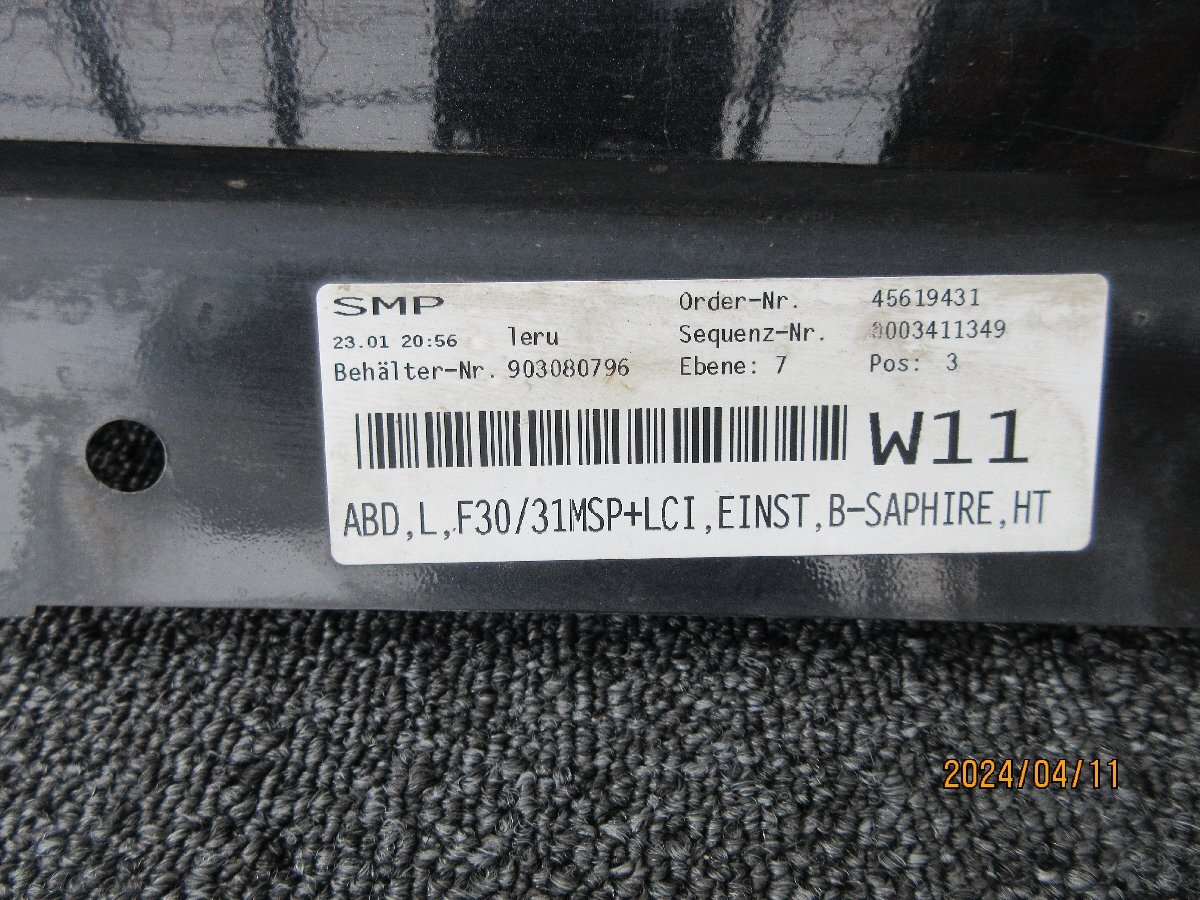 SMP Order-Nr. 45619431
23.01 20:56 leru Sequenz-Nr. 0003411349
Behälter-Nr. 903080796 Ebene: 7 Pos: 3
W11
ABD,L,F30/31MSP+LCI,EINST,B-SAPHIRE,HT
2024/04/11